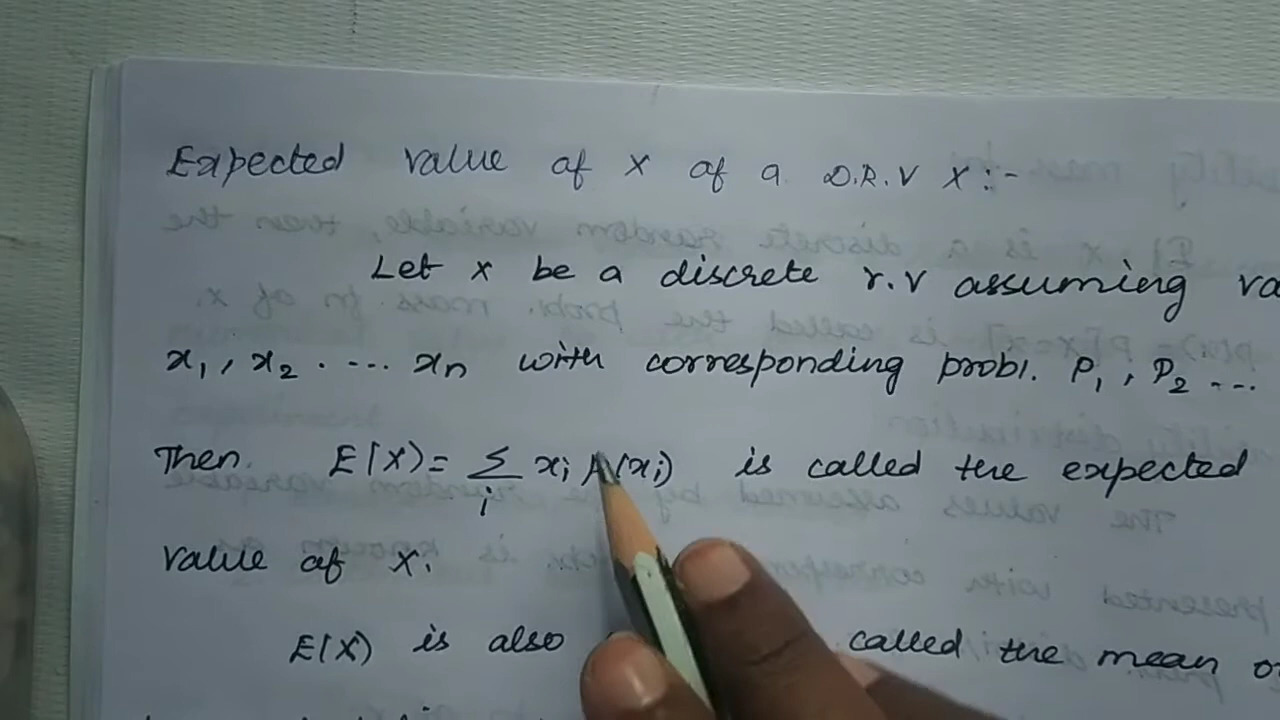 Expected value of X of a D.R.V X:-
Let X be a discrete r.v assuming
x₁, x₂ . ... xₙ with corresponding probl. P₁, P₂ ...
Then E(X) = Σᵢ xᵢ p(xᵢ) is called the expected
value of X.
E(X) is also called the mean